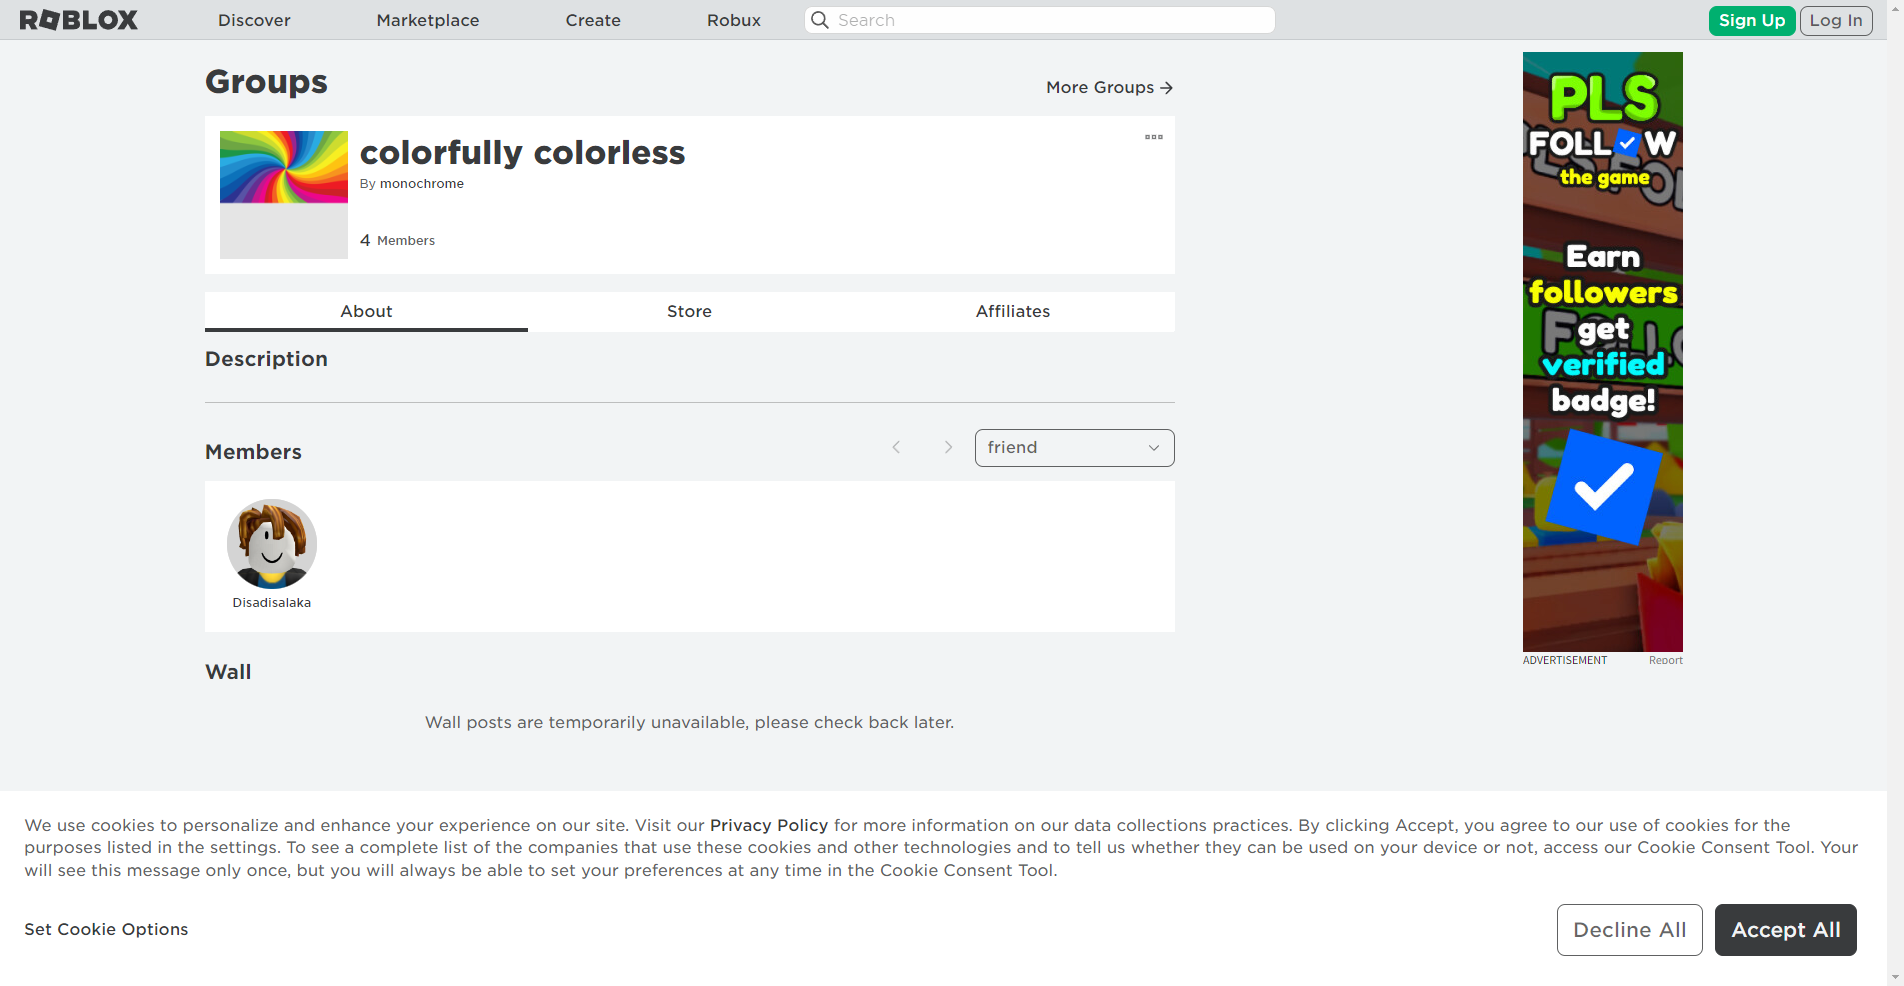 ROBLOX
Discover
Marketplace
Create
Robux
Search
Sign Up
Log In
Groups
More Groups
colorfully colorless
By monochrome
4 Members
About
Store
Affiliates
Description
Members
friend
Disadisalaka
Wall
Wall posts are temporarily unavailable, please check back later.
PLS
FOLLOW
the game
Earn
followers
get
verified
badge!
ADVERTISEMENT
Report
We use cookies to personalize and enhance your experience on our site. Visit our Privacy Policy for more information on our data collections practices. By clicking Accept, you agree to our use of cookies for the
purposes listed in the settings. To see a complete list of the companies that use these cookies and other technologies and to tell us whether they can be used on your device or not, access our Cookie Consent Tool. Your
will see this message only once, but you will always be able to set your preferences at any time in the Cookie Consent Tool.
Set Cookie Options
Decline All
Accept All